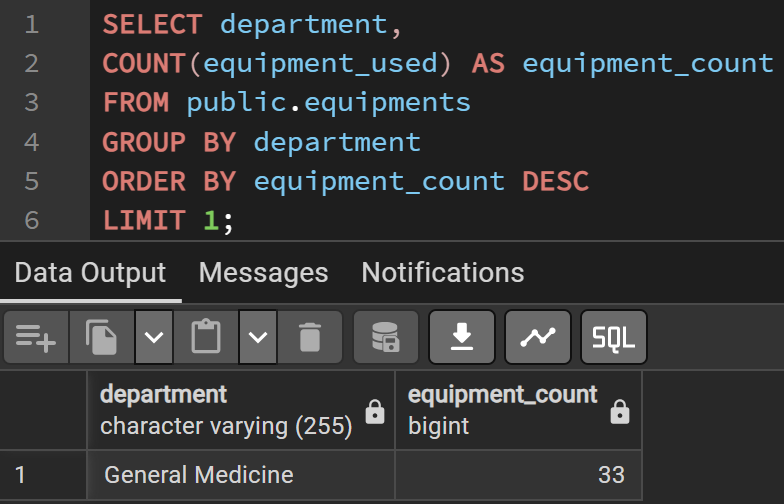 1 SELECT department,
2 COUNT(equipment_used) AS equipment_count
3 FROM public.equipments
4 GROUP BY department
5 ORDER BY equipment_count DESC
6 LIMIT 1;
Data Output Messages Notifications
SQL
department equipment_count
character varying (255) bigint
1 General Medicine 33